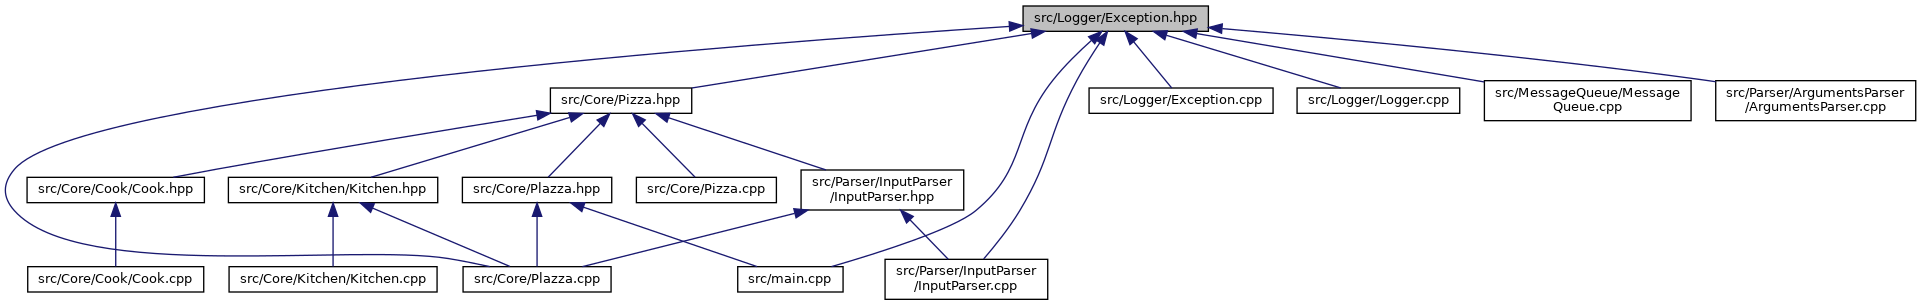 src/Logger/Exception.hpp
src/Core/Pizza.hpp
src/Logger/Exception.cpp
src/Logger/Logger.cpp
src/MessageQueue/Message
Queue.cpp
src/Parser/ArgumentsParser
/ArgumentsParser.cpp
src/Core/Cook/Cook.hpp
src/Core/Kitchen/Kitchen.hpp
src/Core/Plazza.hpp
src/Core/Pizza.cpp
src/Parser/InputParser
/InputParser.hpp
src/Core/Cook/Cook.cpp
src/Core/Kitchen/Kitchen.cpp
src/Core/Plazza.cpp
src/main.cpp
src/Parser/InputParser
/InputParser.cpp